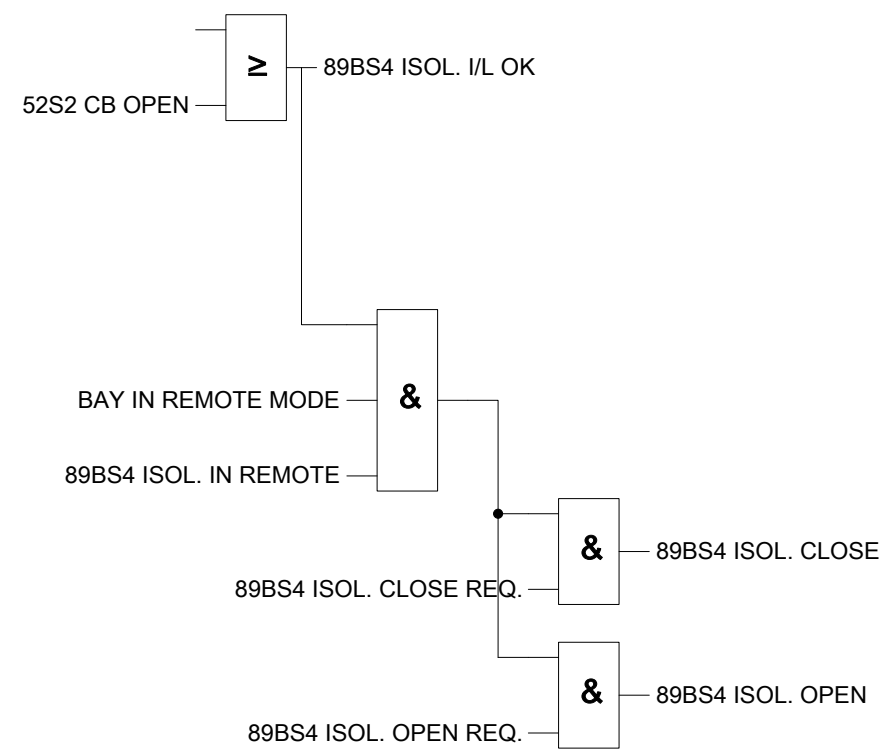 ≥
89BS4 ISOL. I/L OK
52S2 CB OPEN
BAY IN REMOTE MODE
&
89BS4 ISOL. IN REMOTE
&
89BS4 ISOL. CLOSE
89BS4 ISOL. CLOSE REQ.
&
89BS4 ISOL. OPEN
89BS4 ISOL. OPEN REQ.